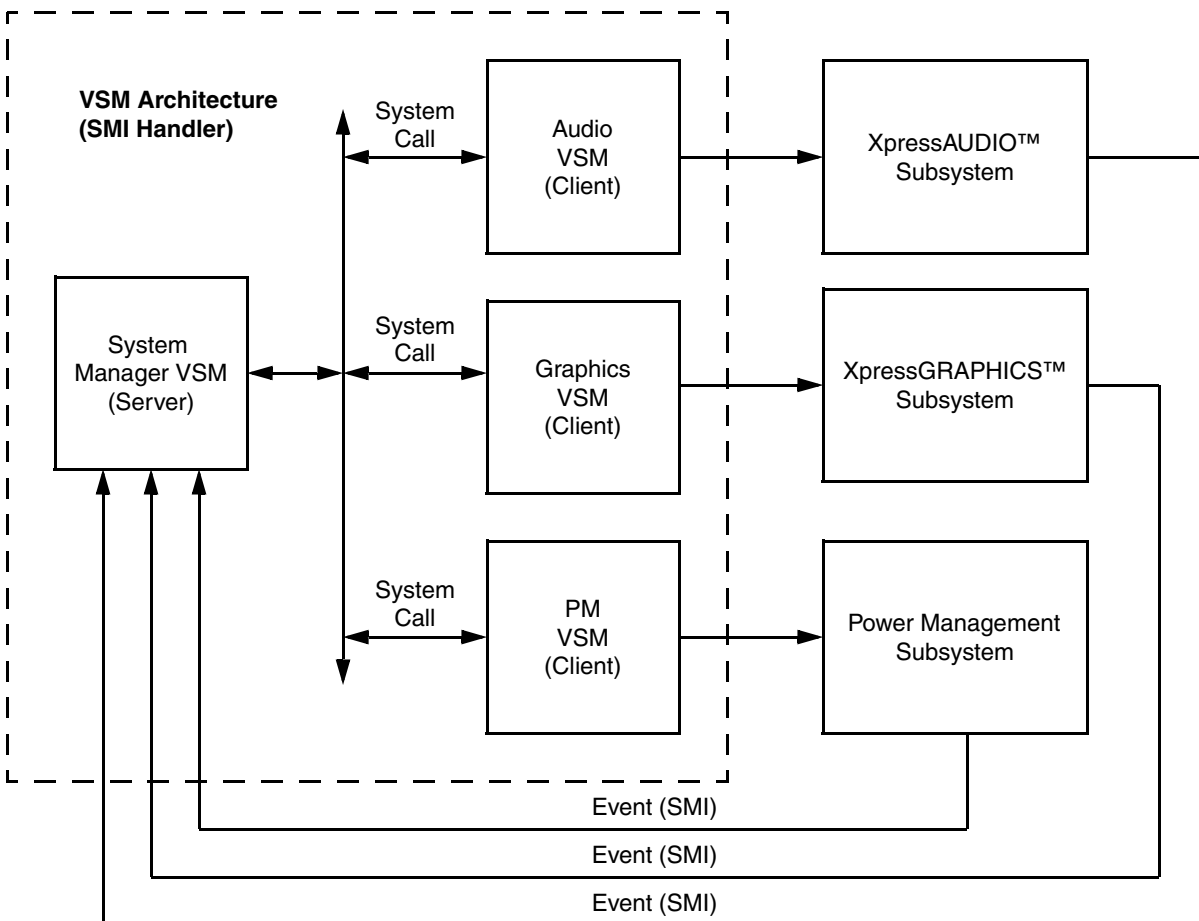 VSM Architecture
(SMI Handler)
System
Call
Audio
VSM
(Client)
XpressAUDIO™
Subsystem
System
Manager VSM
(Server)
System
Call
Graphics
VSM
(Client)
XpressGRAPHICS™
Subsystem
System
Call
PM
VSM
(Client)
Power Management
Subsystem
Event (SMI)
Event (SMI)
Event (SMI)